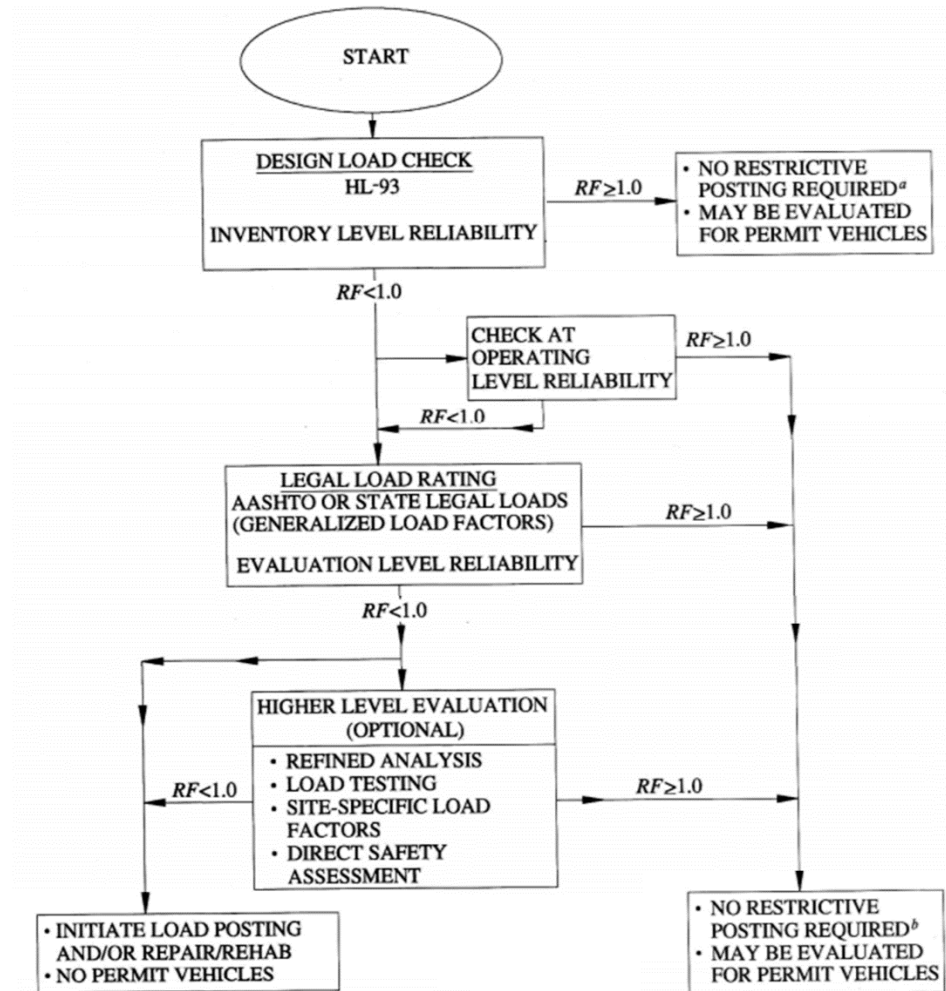 START
DESIGN LOAD CHECK
HL-93
INVENTORY LEVEL RELIABILITY
RF≥1.0
• NO RESTRICTIVE
POSTING REQUIREDᵃ
• MAY BE EVALUATED
FOR PERMIT VEHICLES
RF<1.0
CHECK AT
OPERATING
LEVEL RELIABILITY
RF≥1.0
RF<1.0
LEGAL LOAD RATING
AASHTO OR STATE LEGAL LOADS
(GENERALIZED LOAD FACTORS)
EVALUATION LEVEL RELIABILITY
RF≥1.0
RF<1.0
HIGHER LEVEL EVALUATION
(OPTIONAL)
• REFINED ANALYSIS
• LOAD TESTING
• SITE-SPECIFIC LOAD
FACTORS
• DIRECT SAFETY
ASSESSMENT
RF<1.0
RF≥1.0
• INITIATE LOAD POSTING
AND/OR REPAIR/REHAB
• NO PERMIT VEHICLES
• NO RESTRICTIVE
POSTING REQUIREDᵇ
• MAY BE EVALUATED
FOR PERMIT VEHICLES